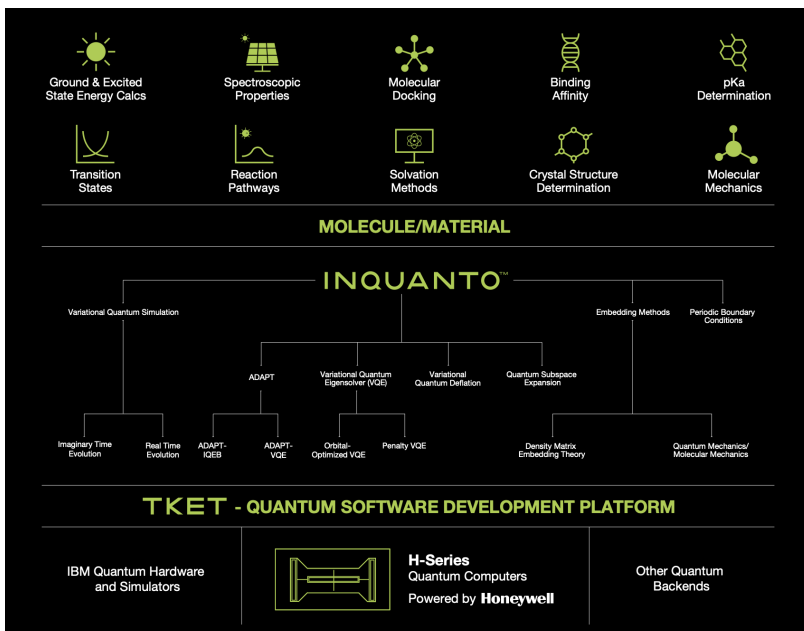 Ground & Excited
State Energy Calcs
Spectroscopic
Properties
Molecular
Docking
Binding
Affinity
pKa
Determination
Transition
States
Reaction
Pathways
Solvation
Methods
Crystal Structure
Determination
Molecular
Mechanics
MOLECULE/MATERIAL
INQUANTO™
Variational Quantum Simulation
Embedding Methods
Periodic Boundary
Conditions
ADAPT
Variational Quantum
Eigensolver (VQE)
Variational
Quantum Deflation
Quantum Subspace
Expansion
Imaginary Time
Evolution
Real Time
Evolution
ADAPT-
IQEB
ADAPT-
VQE
Orbital-
Optimized VQE
Penalty VQE
Density Matrix
Embedding Theory
Quantum Mechanics/
Molecular Mechanics
TKET - QUANTUM SOFTWARE DEVELOPMENT PLATFORM
IBM Quantum Hardware
and Simulators
H-Series
Quantum Computers
Powered by Honeywell
Other Quantum
Backends